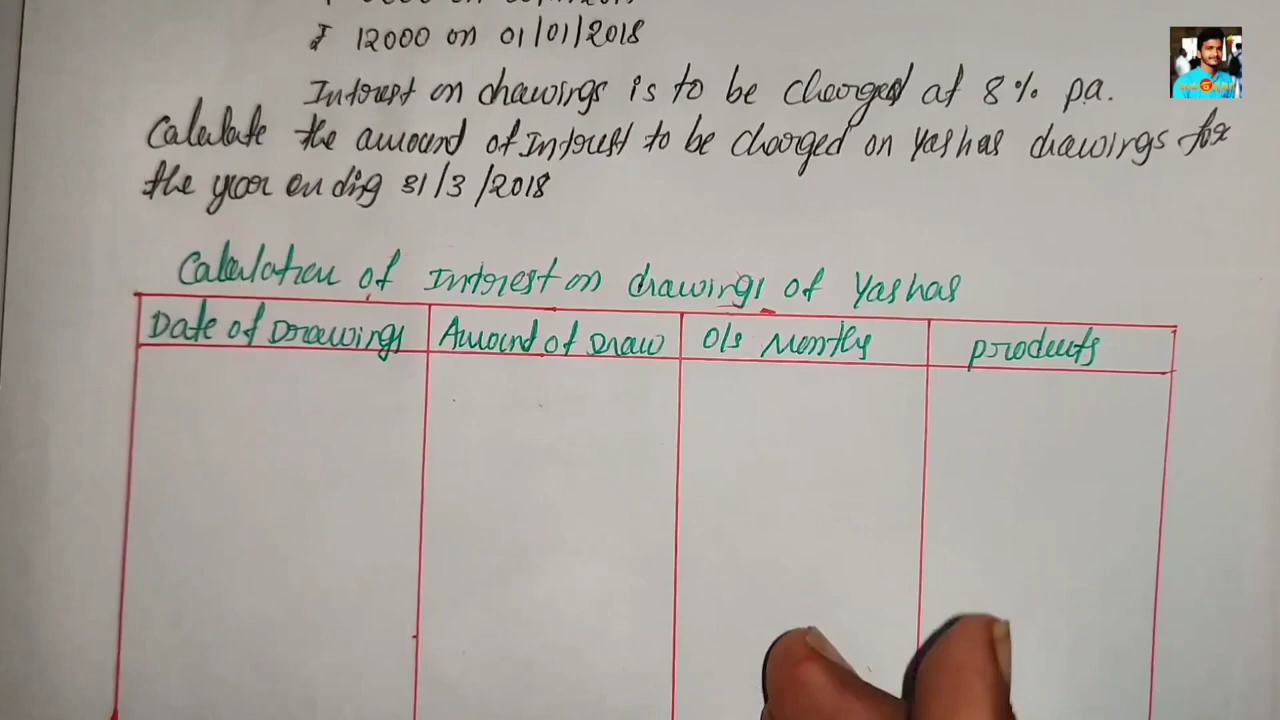 ₹ 12000 on 01/01/2018
Interest on drawings is to be charged at 8% p.a.
Calculate the amount of Interest to be charged on Yashas drawings for
the year ending 31/3/2018
Calculation of Interest on drawings of Yashas
Date of Drawings Amount of Draw O/s Months products